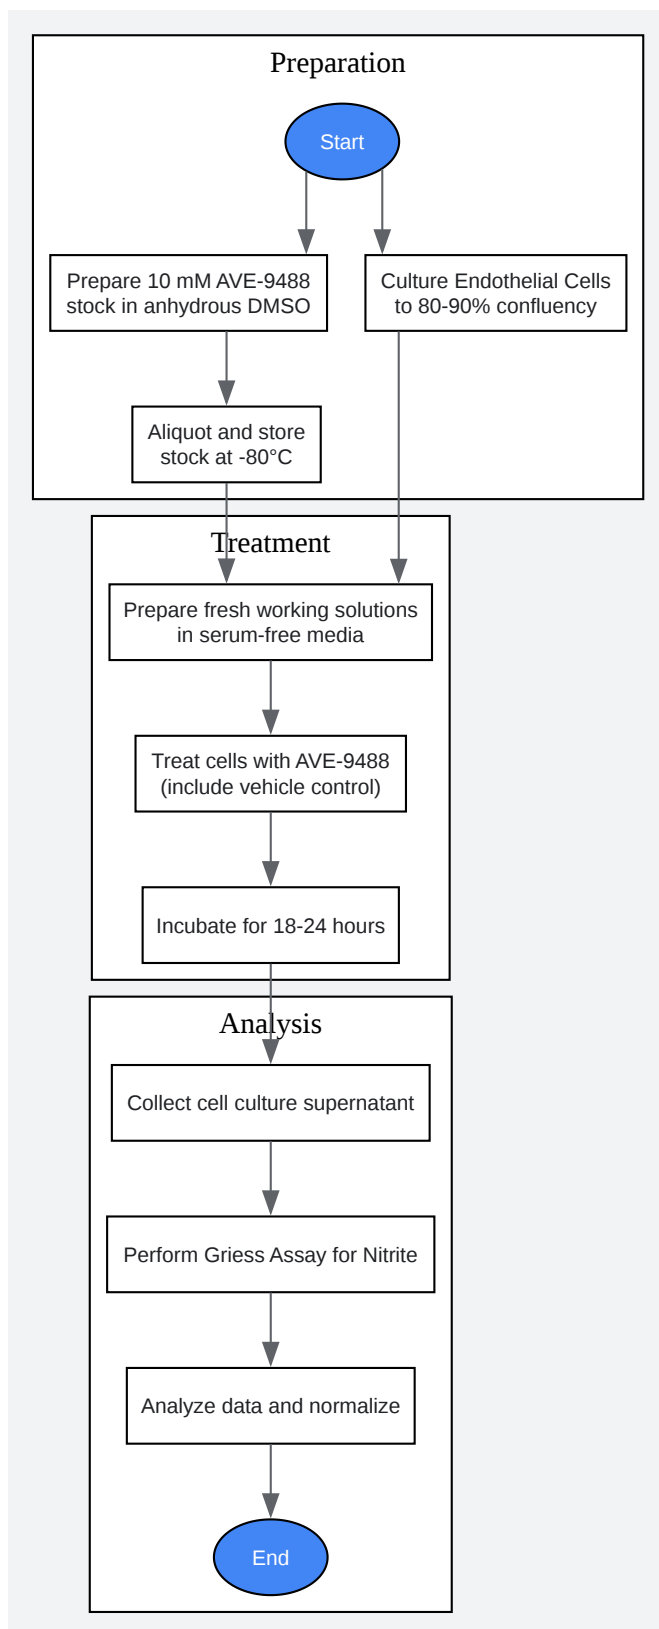 Preparation
Start
Prepare 10 mM AVE-9488
stock in anhydrous DMSO
Culture Endothelial Cells
to 80-90% confluency
Aliquot and store
stock at -80°C
Treatment
Prepare fresh working solutions
in serum-free media
Treat cells with AVE-9488
(include vehicle control)
Incubate for 18-24 hours
Analysis
Collect cell culture supernatant
Perform Griess Assay for Nitrite
Analyze data and normalize
End